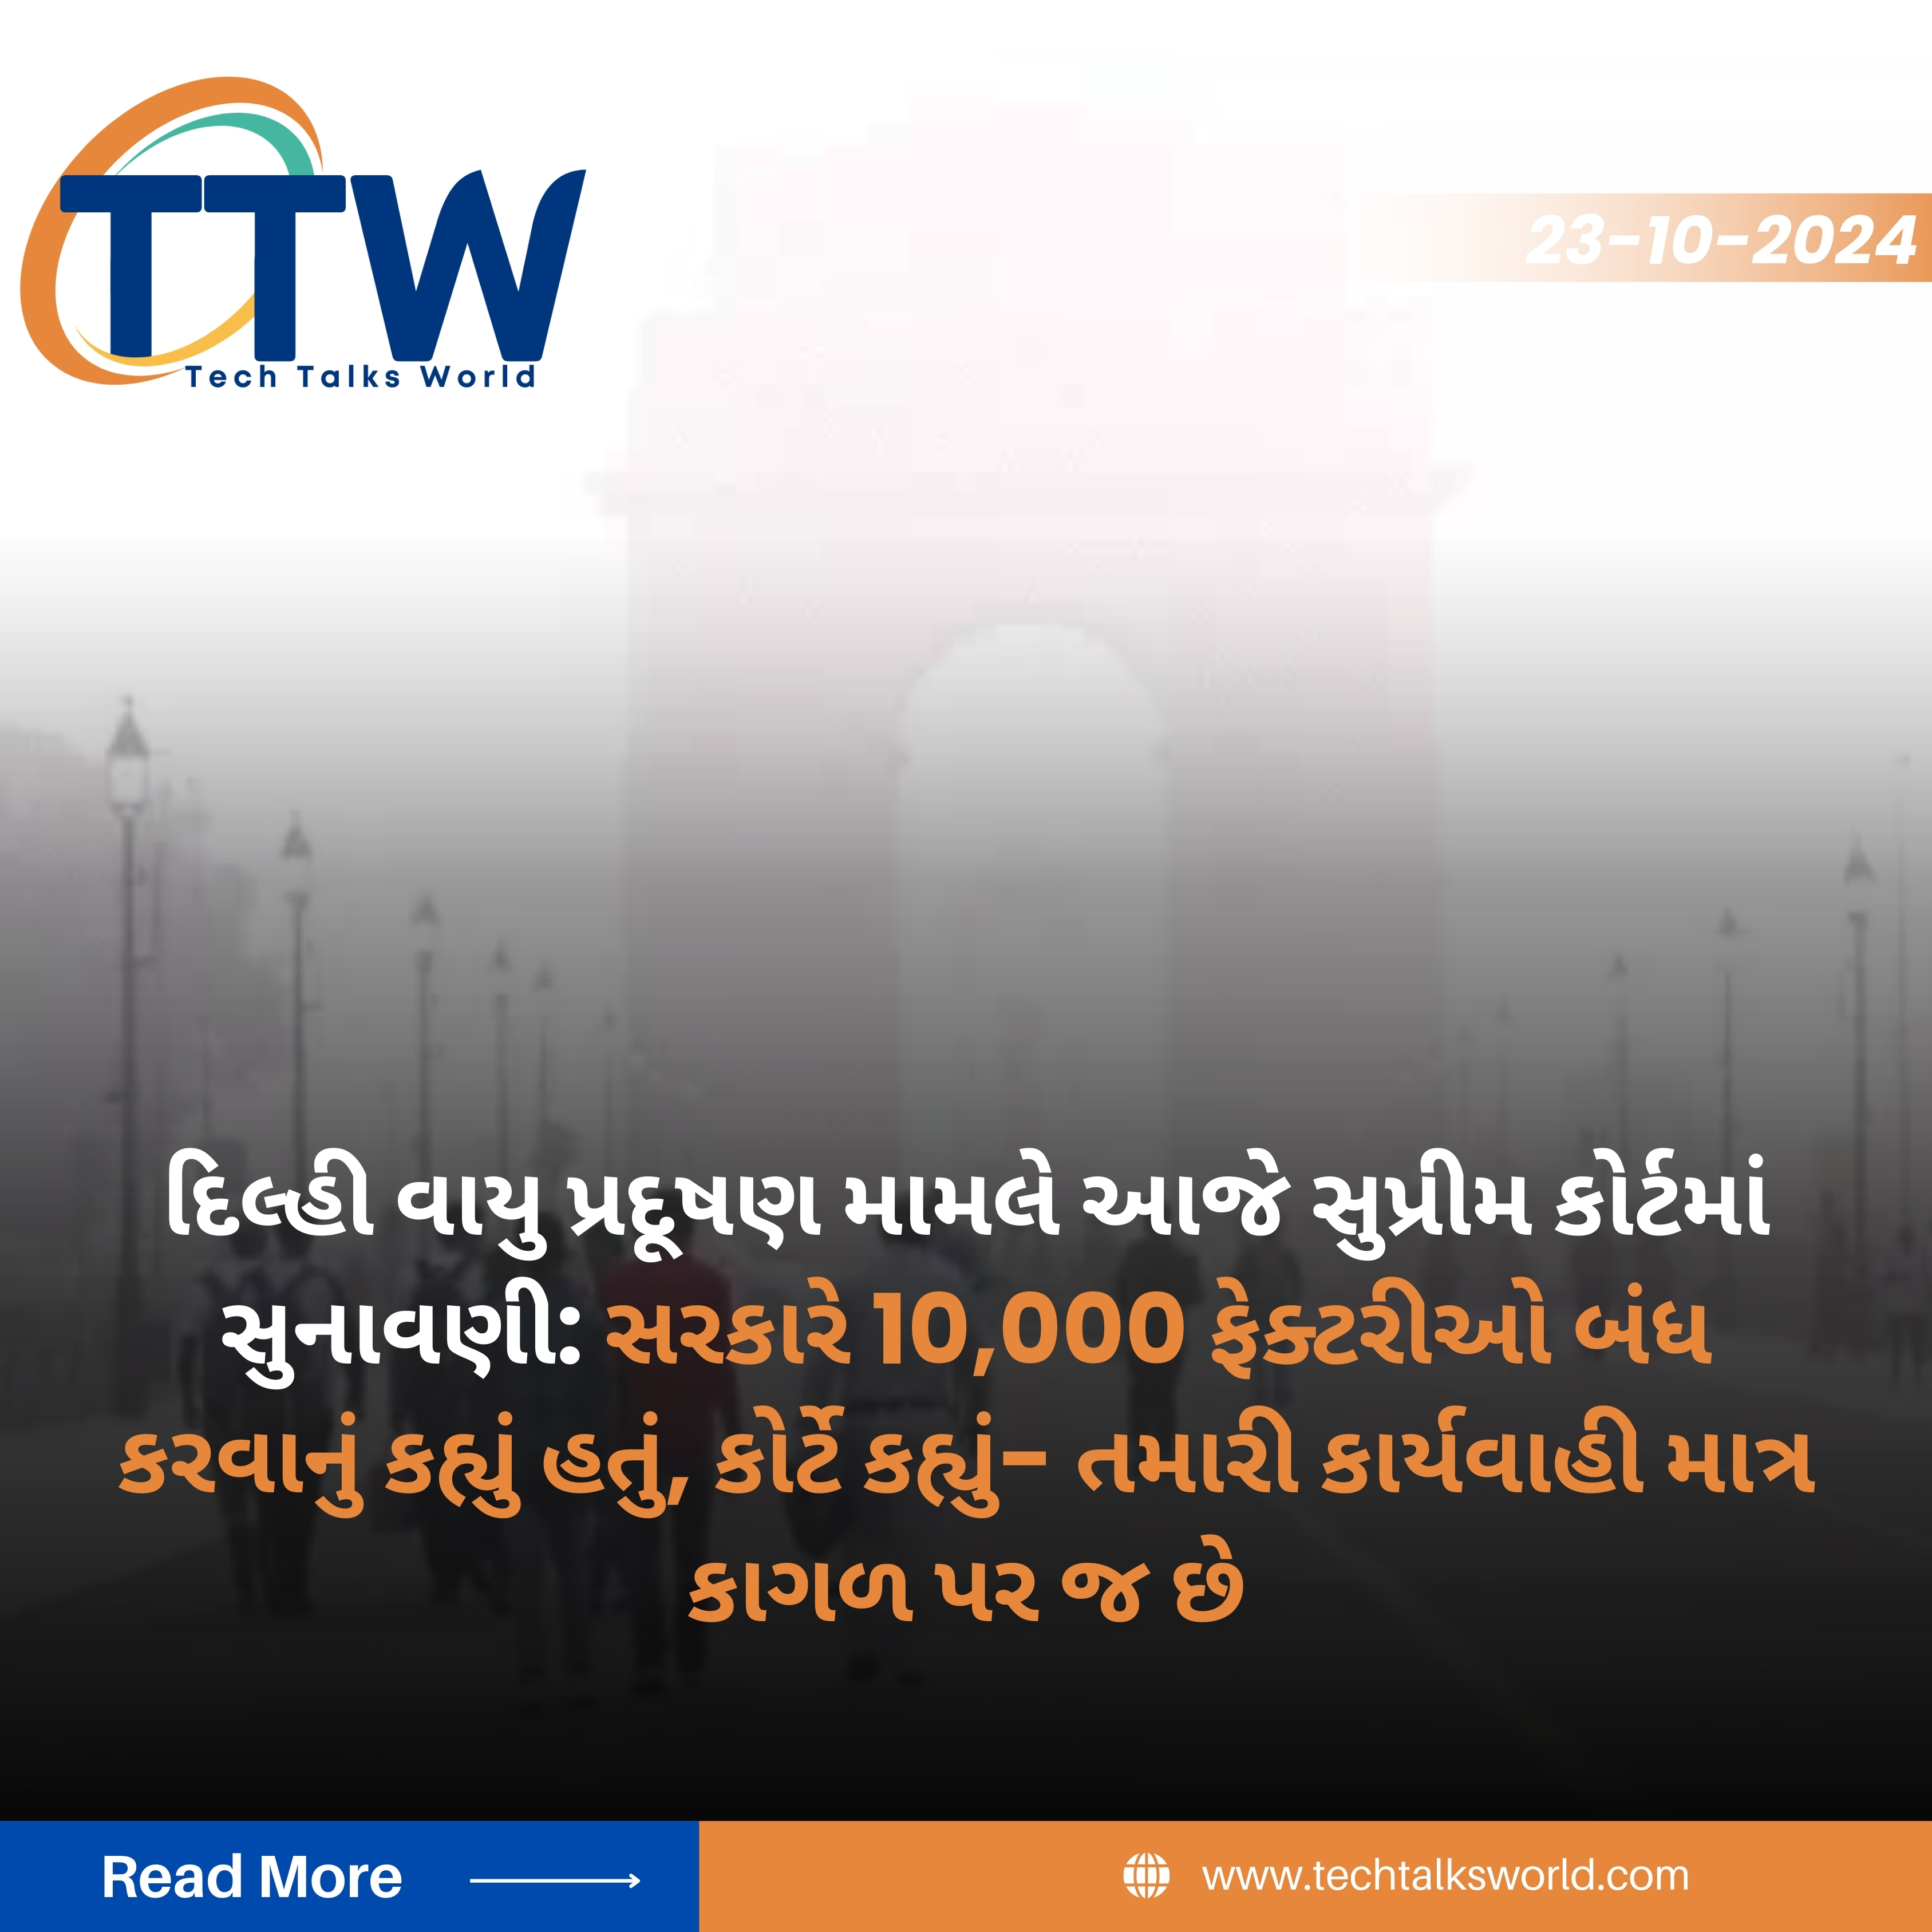 TTW
Tech Talks World
23-10-2024
દિલ્હી વાયુ પ્રદૂષણ મામલે આજે સુપ્રીમ કોર્ટમાં
સુનાવણી: સરકારે 10,000 ફેક્ટરીઓ બંધ
કરવાનું કહ્યું હતું, કોર્ટે કહ્યું– તમારી કાર્યવાહી માત્ર
કાગળ પર જ છે
Read More
www.techtalksworld.com